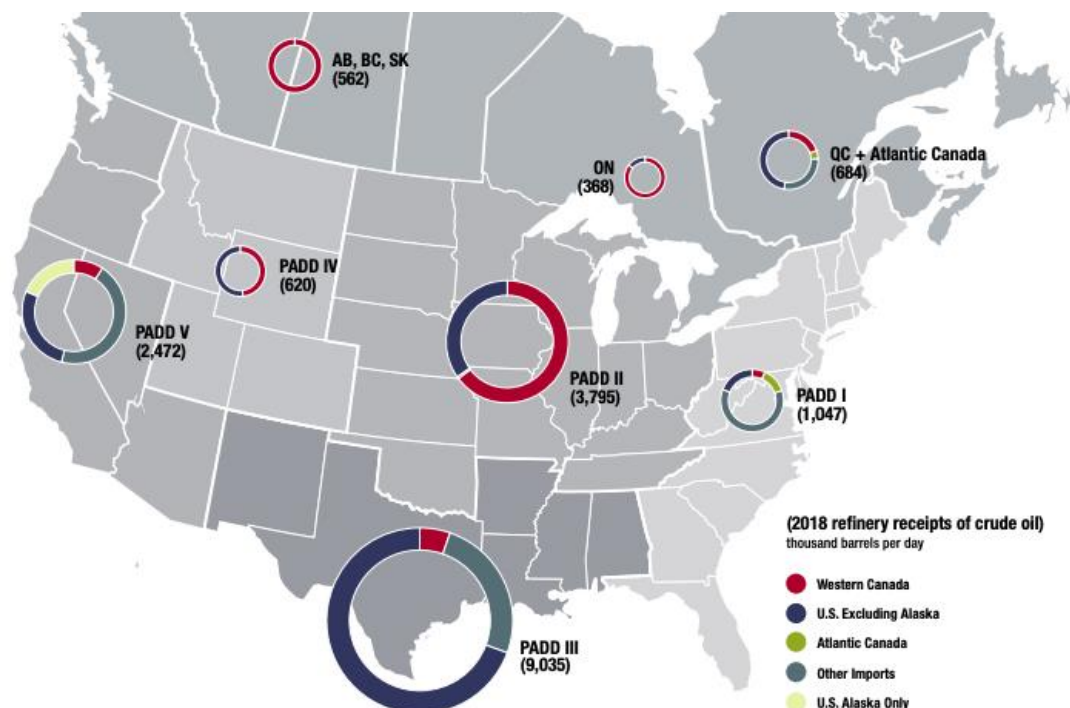 AB, BC, SK
(562)
ON
(368)
QC + Atlantic Canada
(684)
PADD IV
(620)
PADD V
(2,472)
PADD II
(3,795)
PADD I
(1,047)
PADD III
(9,035)
(2018 refinery receipts of crude oil)
thousand barrels per day
Western Canada
U.S. Excluding Alaska
Atlantic Canada
Other Imports
U.S. Alaska Only